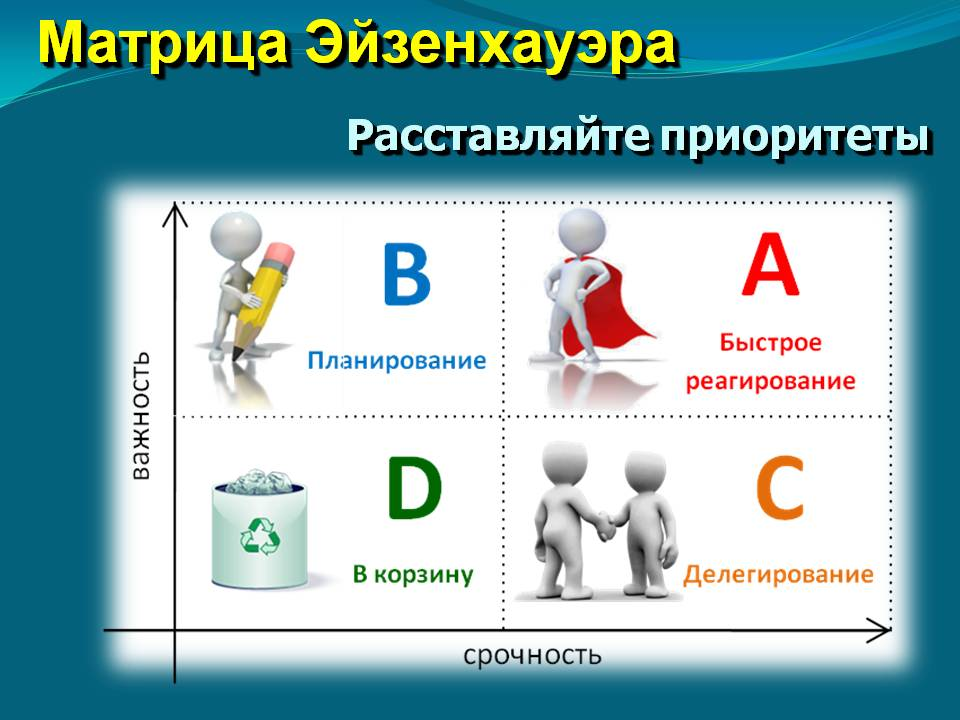 Матрица Эйзенхауэра
Расставляйте приоритеты
важность
B
Планирование
A
Быстрое
реагирование
D
В корзину
C
Делегирование
срочность